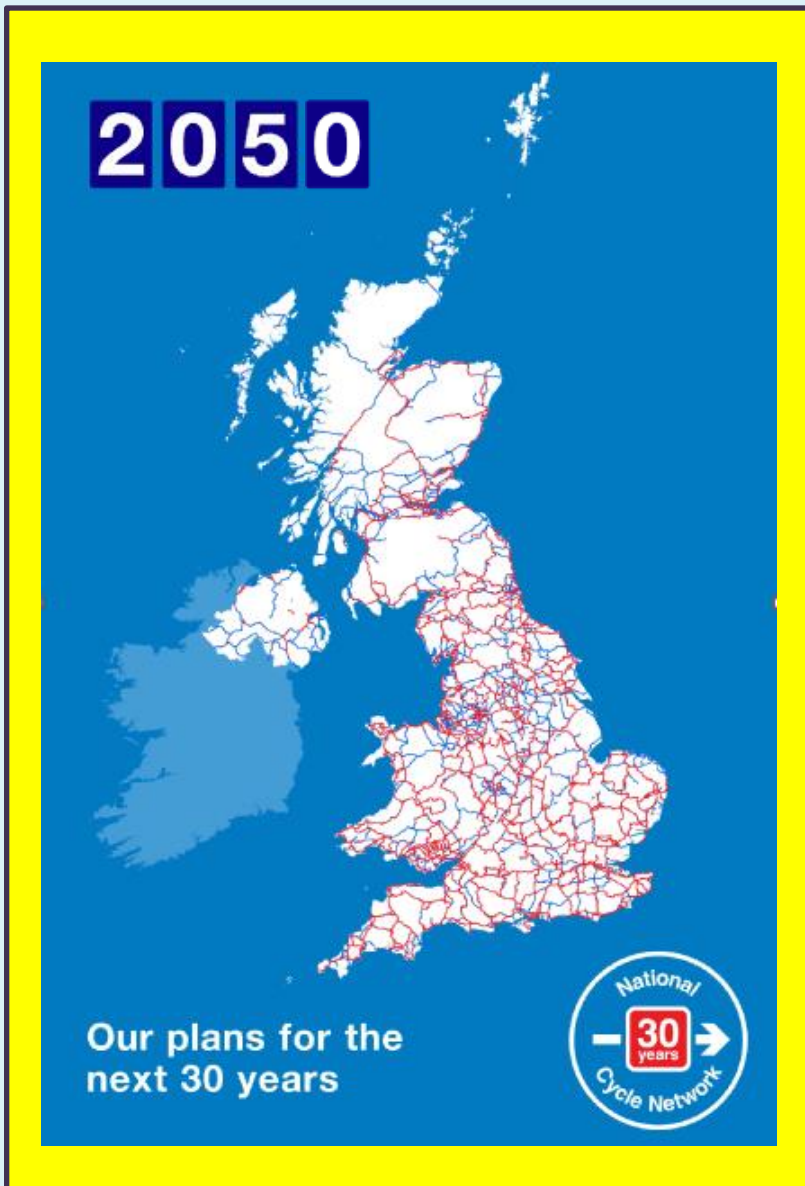 2050
Our plans for the
next 30 years
National
30
years
Cycle Network